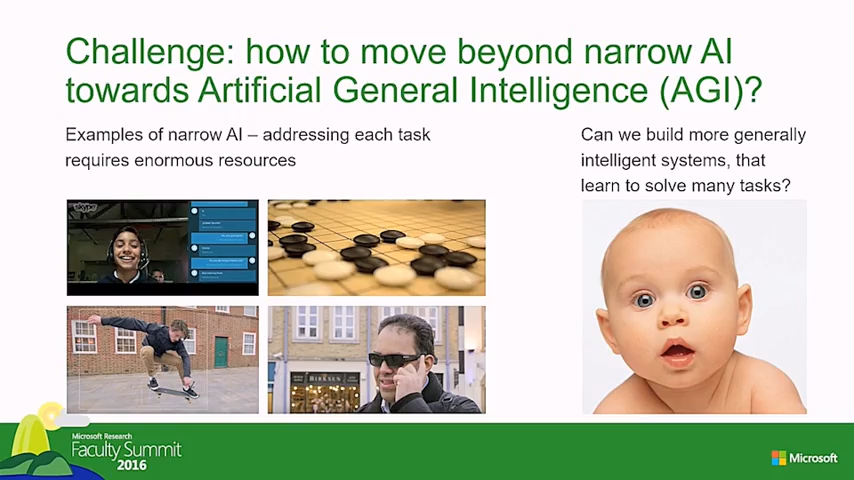 Challenge: how to move beyond narrow AI
towards Artificial General Intelligence (AGI)?
Examples of narrow AI – addressing each task
requires enormous resources
Can we build more generally
intelligent systems, that
learn to solve many tasks?
skype
Microsoft Research
Faculty Summit
2016
Microsoft